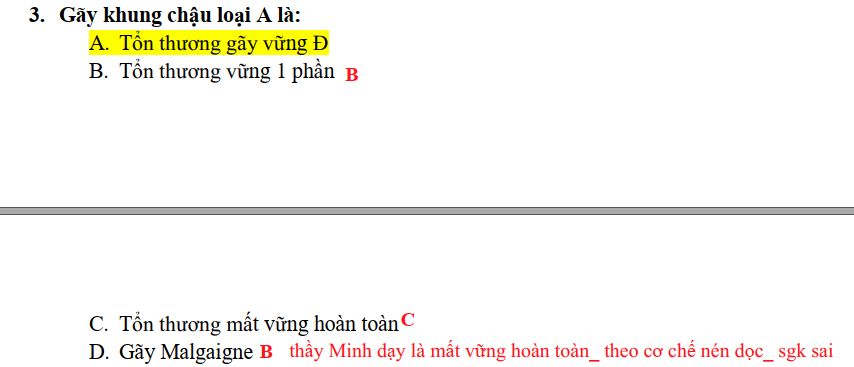 3. Gãy khung chậu loại A là:
A. Tổn thương gãy vững Đ
B. Tổn thương vững 1 phần B
C. Tổn thương mất vững hoàn toàn C
D. Gãy Malgaigne B thầy Minh dạy là mất vững hoàn toàn_ theo cơ chế nén dọc_ sgk sai